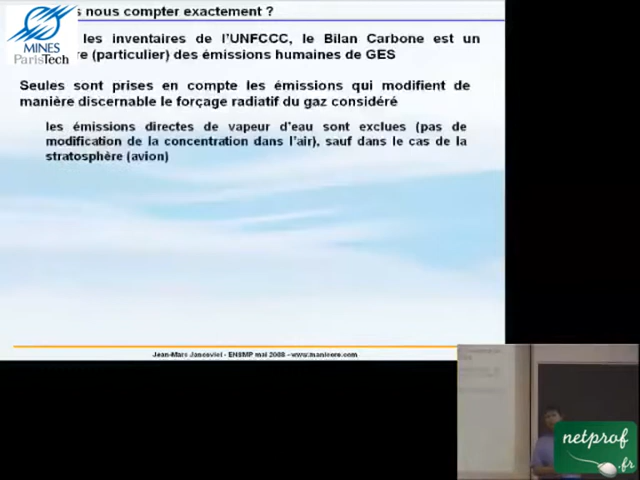 s nous compter exactement ?
les inventaires de l'UNFCCC, le Bilan Carbone est un
re (particulier) des émissions humaines de GES
MINES
ParisTech
Seules sont prises en compte les émissions qui modifient de
manière discernable le forçage radiatif du gaz considéré
les émissions directes de vapeur d'eau sont exclues (pas de
modification de la concentration dans l'air), sauf dans le cas de la
stratosphère (avion)
Jean-Marc Jancovici - ENSMP mai 2008 - www.manicore.com
netprof
.fr